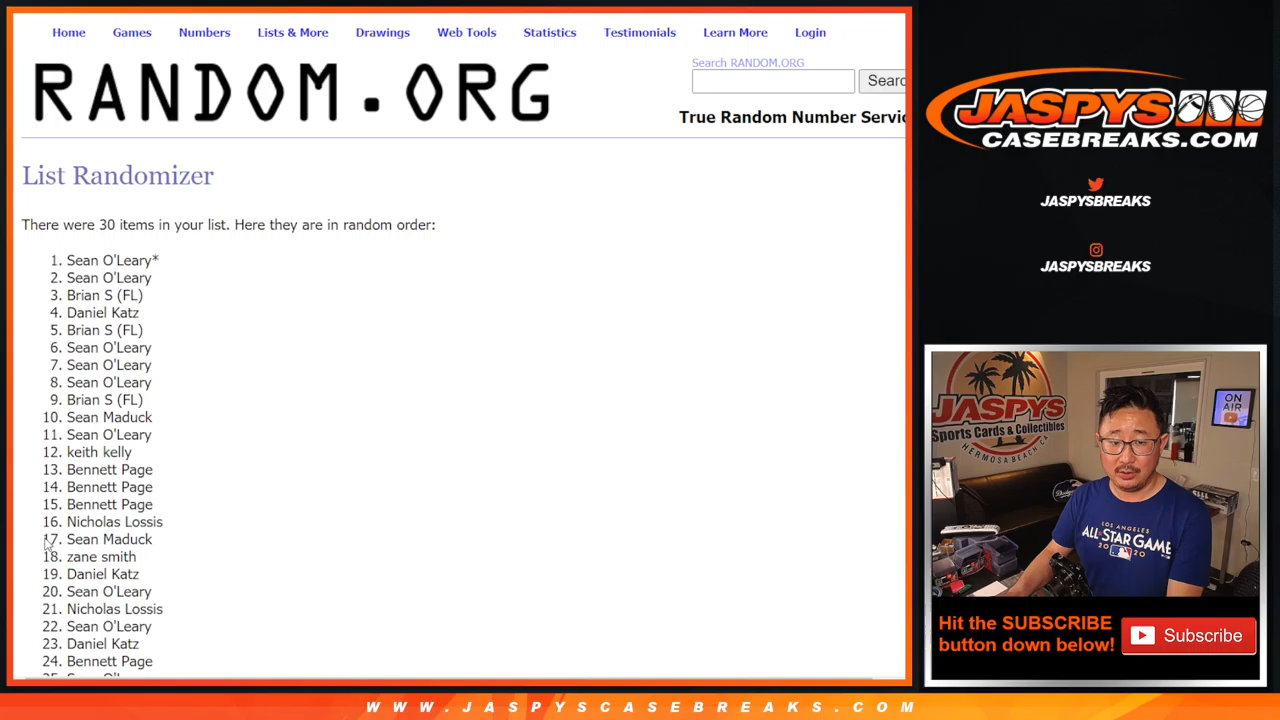 Home Games Numbers Lists & More Drawings Web Tools Statistics Testimonials Learn More Login
RANDOM.ORG
Search RANDOM.ORG
Searc
True Random Number Servic
List Randomizer
There were 30 items in your list. Here they are in random order:
1. Sean O'Leary*
2. Sean O'Leary
3. Brian S (FL)
4. Daniel Katz
5. Brian S (FL)
6. Sean O'Leary
7. Sean O'Leary
8. Sean O'Leary
9. Brian S (FL)
10. Sean Maduck
11. Sean O'Leary
12. keith kelly
13. Bennett Page
14. Bennett Page
15. Bennett Page
16. Nicholas Lossis
17. Sean Maduck
18. zane smith
19. Daniel Katz
20. Sean O'Leary
21. Nicholas Lossis
22. Sean O'Leary
23. Daniel Katz
24. Bennett Page
JASPYS
CASEBREAKS.COM
JASPYSBREAKS
JASPYSBREAKS
JASPYS
Sports Cards & Collectibles
HERMOSA BEACH CA
ON
AIR
Dodgers
LOS ANGELES
ALL STAR GAME
2020
Hit the SUBSCRIBE
button down below!
Subscribe
WWW.JASPYSCASEBREAKS.COM